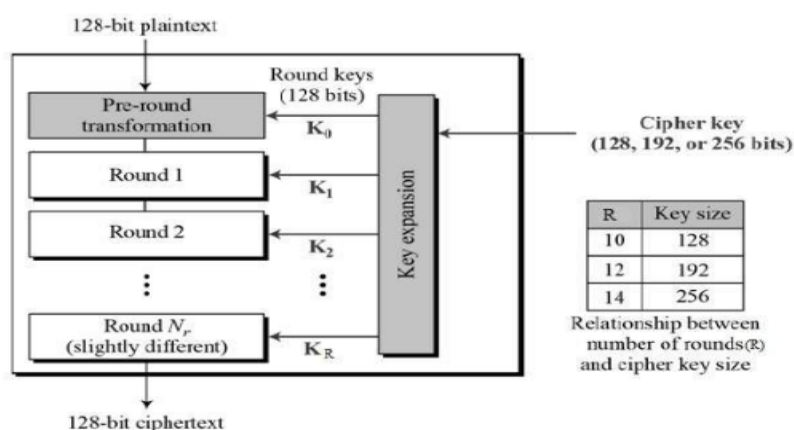 128-bit plaintext
Round keys
(128 bits)
Pre-round
transformation
K0
Cipher key
(128, 192, or 256 bits)
Round 1
K1
Round 2
K2
Key expansion
⋮
⋮
Round Nr
(slightly different)
KR
128-bit ciphertext
R Key size
10 128
12 192
14 256
Relationship between
number of rounds(R)
and cipher key size